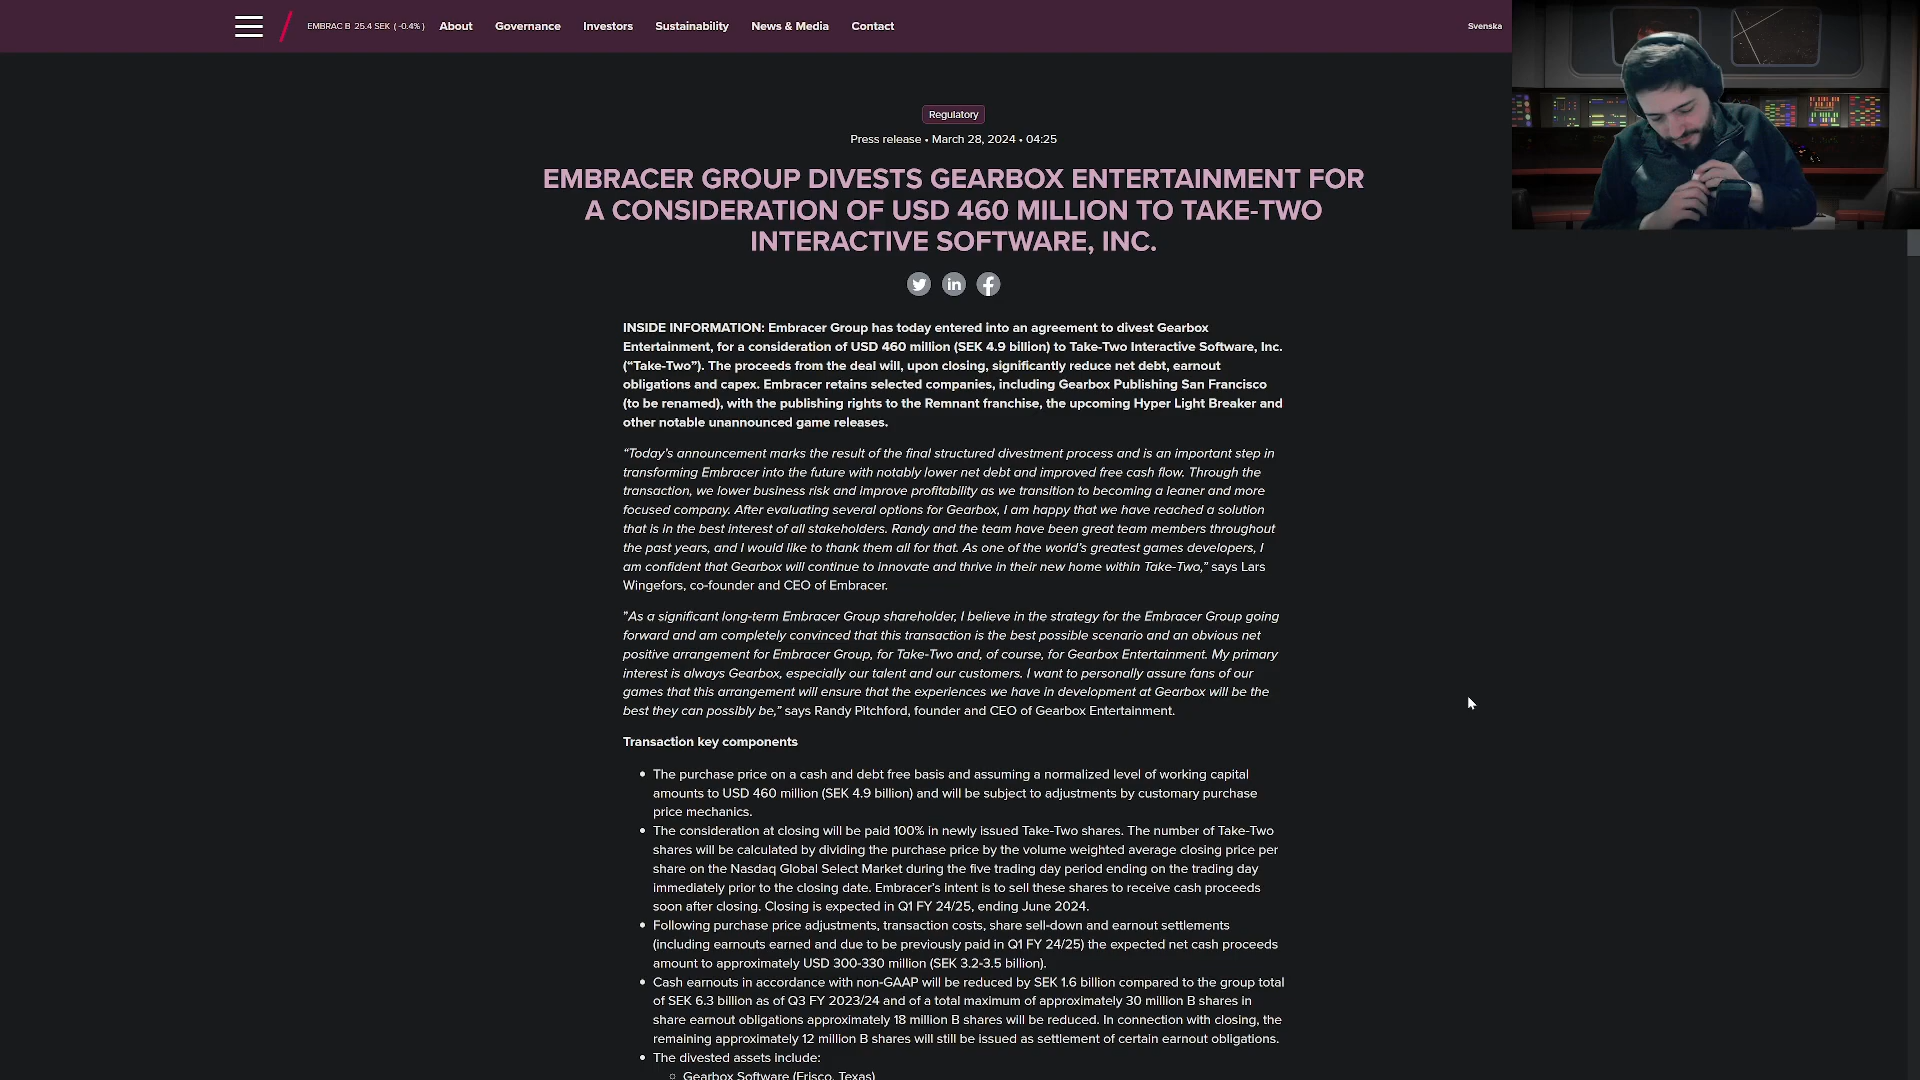 EMBRAC B 25.4 SEK ( -0.4% ) About Governance Investors Sustainability News & Media Contact Svenska
Regulatory
Press release • March 28, 2024 • 04:25
EMBRACER GROUP DIVESTS GEARBOX ENTERTAINMENT FOR
A CONSIDERATION OF USD 460 MILLION TO TAKE-TWO
INTERACTIVE SOFTWARE, INC.
INSIDE INFORMATION: Embracer Group has today entered into an agreement to divest Gearbox
Entertainment, for a consideration of USD 460 million (SEK 4.9 billion) to Take-Two Interactive Software, Inc.
(“Take-Two”). The proceeds from the deal will, upon closing, significantly reduce net debt, earnout
obligations and capex. Embracer retains selected companies, including Gearbox Publishing San Francisco
(to be renamed), with the publishing rights to the Remnant franchise, the upcoming Hyper Light Breaker and
other notable unannounced game releases.
“Today's announcement marks the result of the final structured divestment process and is an important step in
transforming Embracer into the future with notably lower net debt and improved free cash flow. Through the
transaction, we lower business risk and improve profitability as we transition to becoming a leaner and more
focused company. After evaluating several options for Gearbox, I am happy that we have reached a solution
that is in the best interest of all stakeholders. Randy and the team have been great team members throughout
the past years, and I would like to thank them all for that. As one of the world’s greatest games developers, I
am confident that Gearbox will continue to innovate and thrive in their new home within Take-Two,” says Lars
Wingefors, co-founder and CEO of Embracer.
”As a significant long-term Embracer Group shareholder, I believe in the strategy for the Embracer Group going
forward and am completely convinced that this transaction is the best possible scenario and an obvious net
positive arrangement for Embracer Group, for Take-Two and, of course, for Gearbox Entertainment. My primary
interest is always Gearbox, especially our talent and our customers. I want to personally assure fans of our
games that this arrangement will ensure that the experiences we have in development at Gearbox will be the
best they can possibly be,” says Randy Pitchford, founder and CEO of Gearbox Entertainment.
Transaction key components
• The purchase price on a cash and debt free basis and assuming a normalized level of working capital
amounts to USD 460 million (SEK 4.9 billion) and will be subject to adjustments by customary purchase
price mechanics.
• The consideration at closing will be paid 100% in newly issued Take-Two shares. The number of Take-Two
shares will be calculated by dividing the purchase price by the volume weighted average closing price per
share on the Nasdaq Global Select Market during the five trading day period ending on the trading day
immediately prior to the closing date. Embracer’s intent is to sell these shares to receive cash proceeds
soon after closing. Closing is expected in Q1 FY 24/25, ending June 2024.
• Following purchase price adjustments, transaction costs, share sell-down and earnout settlements
(including earnouts earned and due to be previously paid in Q1 FY 24/25) the expected net cash proceeds
amount to approximately USD 300-330 million (SEK 3.2-3.5 billion).
• Cash earnouts in accordance with non-GAAP will be reduced by SEK 1.6 billion compared to the group total
of SEK 6.3 billion as of Q3 FY 2023/24 and of a total maximum of approximately 30 million B shares in
share earnout obligations approximately 18 million B shares will be reduced. In connection with closing, the
remaining approximately 12 million B shares will still be issued as settlement of certain earnout obligations.
• The divested assets include:
○ Gearbox Software (Frisco, Texas)